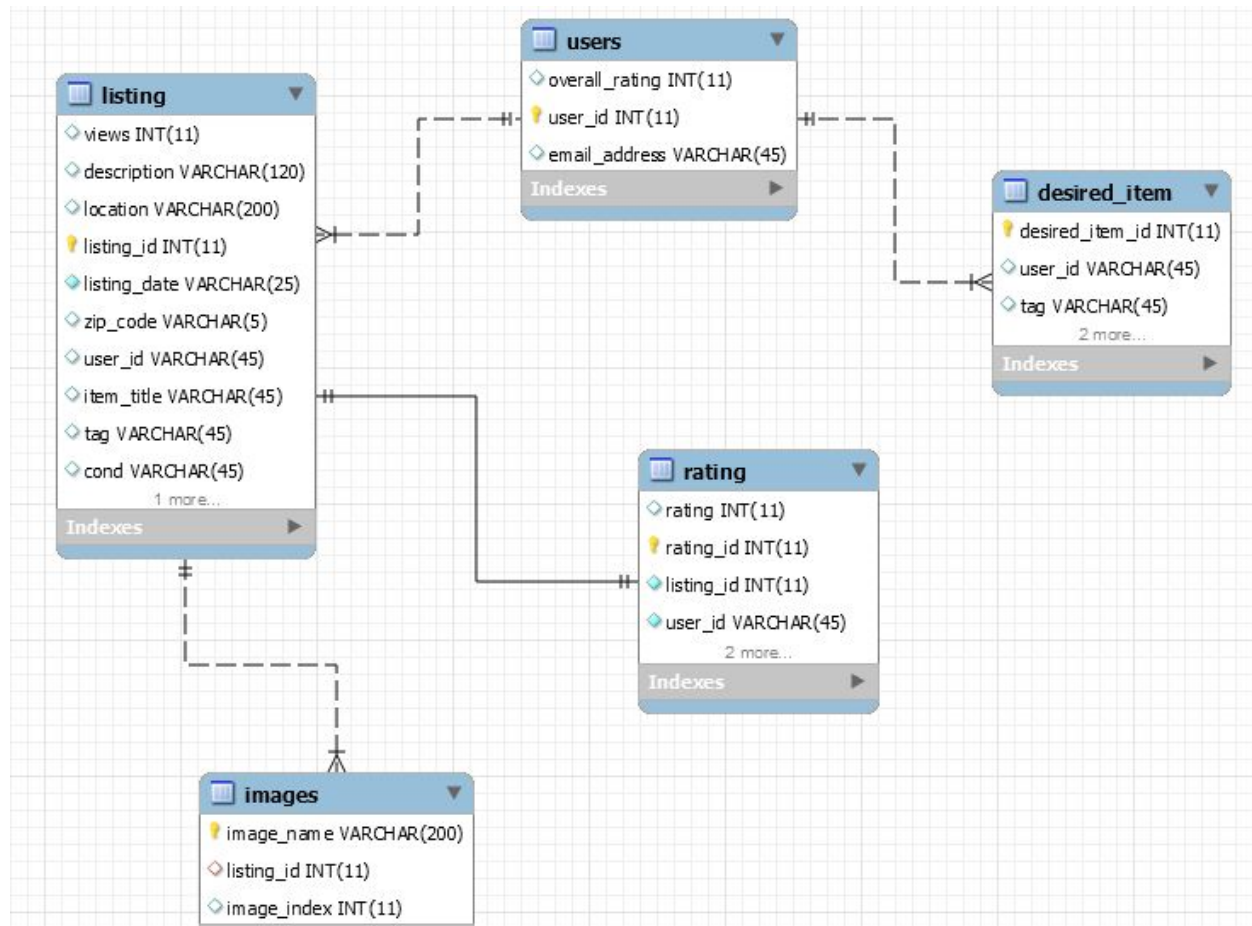 users
overall_rating INT(11)
user_id INT(11)
email_address VARCHAR(45)
Indexes
listing
views INT(11)
description VARCHAR(120)
location VARCHAR(200)
listing_id INT(11)
listing_date VARCHAR(25)
zip_code VARCHAR(5)
user_id VARCHAR(45)
item_title VARCHAR(45)
tag VARCHAR(45)
cond VARCHAR(45)
1 more...
Indexes
desired_item
desired_item_id INT(11)
user_id VARCHAR(45)
tag VARCHAR(45)
2 more...
Indexes
rating
rating INT(11)
rating_id INT(11)
listing_id INT(11)
user_id VARCHAR(45)
2 more...
Indexes
images
image_name VARCHAR(200)
listing_id INT(11)
image_index INT(11)